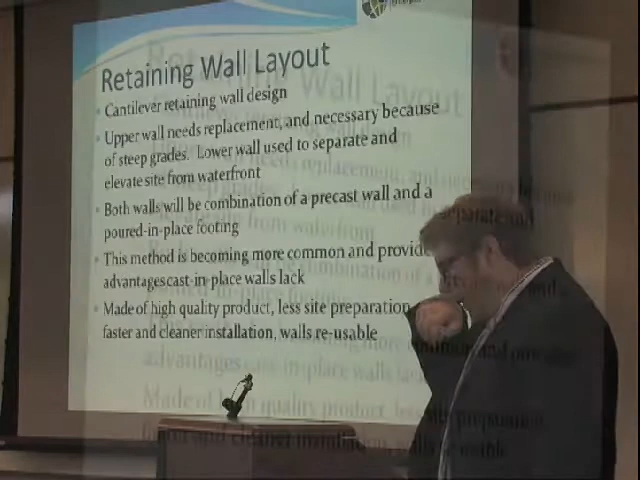 Retaining Wall Layout
Cantilever retaining wall design
Upper wall needs replacement, and necessary because
of steep grades. Lower wall used to separate and
elevate site from waterfront
Both walls will be combination of a precast wall and a
poured-in-place footing
This method is becoming more common and provid
advantagescast-in-place walls lack
Made of high quality product, less site preparation
faster and cleaner installation, walls re-usable